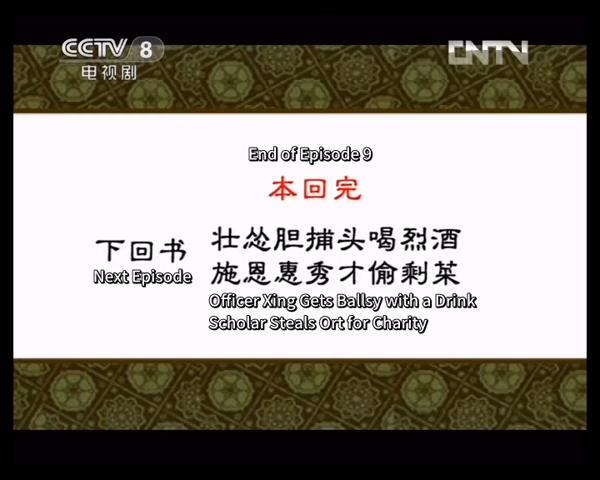 CCTV 8
电视剧
CNTV
End of Episode 9
本回完
下回书
Next Episode
壮怂胆捕头喝烈酒
施恩惠秀才偷剩菜
Officer Xing Gets Ballsy with a Drink
Scholar Steals Ort for Charity